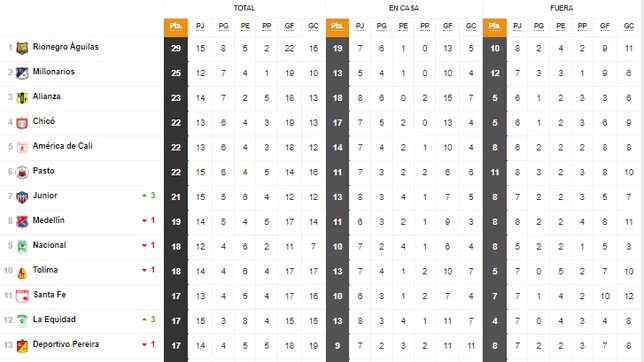 TOTAL EN CASA FUERA
Pts. PJ PG PE PP GF GC Pts. PJ PG PE PP GF GC Pts. PJ PG PE PP GF GC
1 Rionegro Águilas 29 15 8 5 2 22 16 19 7 6 1 0 13 5 10 8 2 4 2 9 11
2 Millonarios 25 12 7 4 1 19 10 13 5 4 1 0 10 4 12 7 3 3 1 9 6
3 Alianza 23 14 7 2 5 18 13 18 8 6 0 2 15 7 5 6 1 2 3 3 6
4 Chicó 22 13 6 4 3 19 13 17 7 5 2 0 13 4 5 6 1 2 3 6 9
5 América de Cali 22 13 6 4 3 18 12 14 7 4 2 1 10 4 8 6 2 2 2 8 8
6 Pasto 22 15 6 4 5 14 16 11 7 3 2 2 6 6 11 8 3 2 3 8 10
7 Junior 3 21 15 5 6 4 12 12 13 8 3 4 1 7 5 8 7 2 2 3 5 7
8 Medellín 1 19 14 5 4 5 17 14 11 6 3 2 1 9 3 8 8 2 2 4 8 11
9 Nacional 1 18 12 4 6 2 11 7 10 7 2 4 1 6 4 8 5 2 2 1 5 3
10 Tolima 1 18 14 4 6 4 17 17 13 7 4 1 2 10 7 5 7 0 5 2 7 10
11 Santa Fe 17 13 4 5 4 17 16 10 6 3 1 2 7 4 7 7 1 4 2 10 12
12 La Equidad 3 17 15 3 8 4 15 15 13 8 3 4 1 11 7 4 7 0 4 3 4 8
13 Deportivo Pereira 1 17 14 4 5 5 18 19 9 7 2 3 2 11 11 8 7 2 2 3 7 8